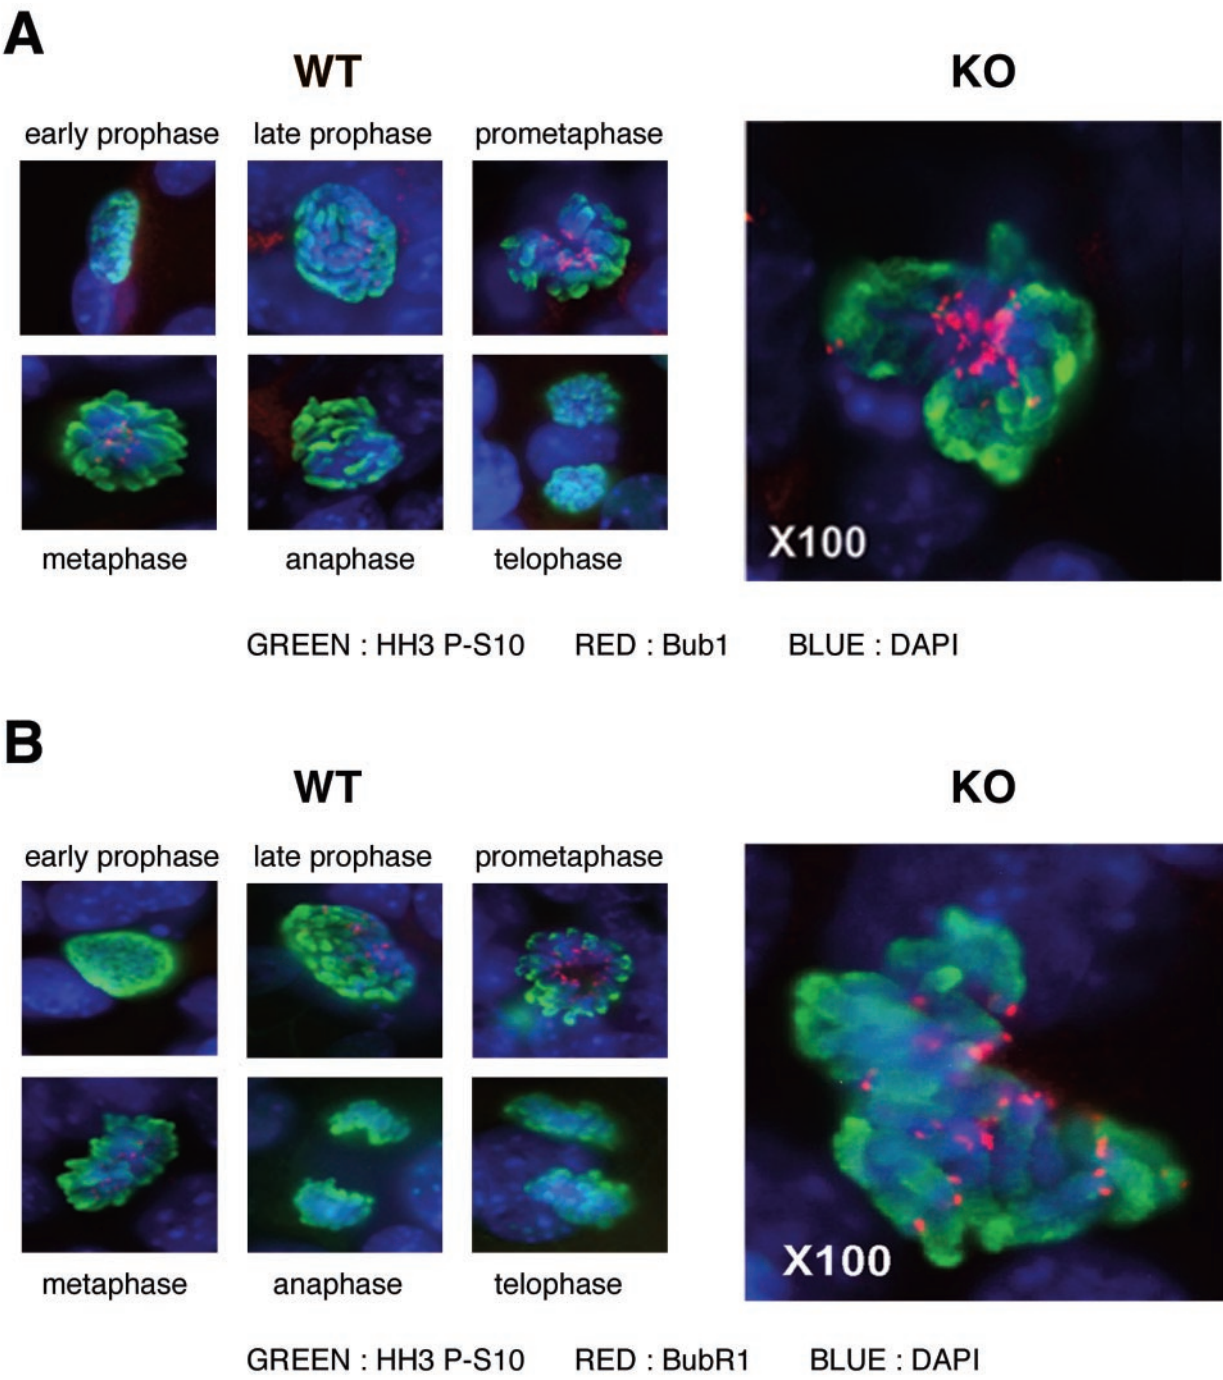 A
WT
KO
early prophase late prophase prometaphase
metaphase anaphase telophase
X100
GREEN : HH3 P-S10 RED : Bub1 BLUE : DAPI
B
WT
KO
early prophase late prophase prometaphase
metaphase anaphase telophase
X100
GREEN : HH3 P-S10 RED : BubR1 BLUE : DAPI